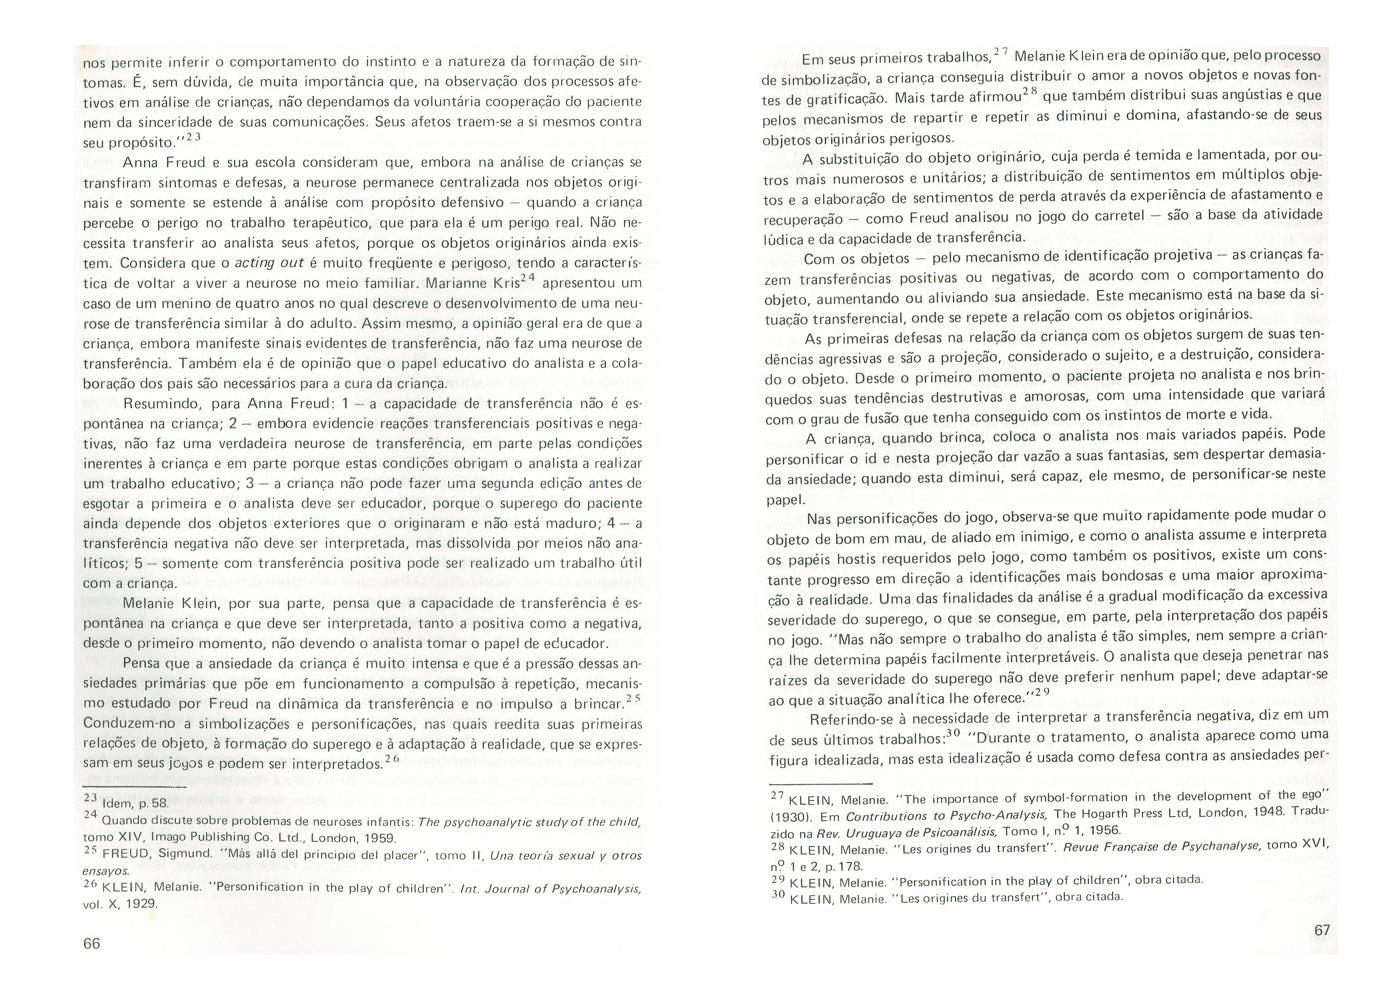 nos permite inferir o comportamento do instinto e a natureza da formação de sin-
tomas. É, sem dúvida, de muita importância que, na observação dos processos afe-
tivos em análise de crianças, não dependamos da voluntária cooperação do paciente
nem da sinceridade de suas comunicações. Seus afetos traem-se a si mesmos contra
seu propósito."23
Anna Freud e sua escola consideram que, embora na análise de crianças se
transfiram sintomas e defesas, a neurose permanece centralizada nos objetos origi-
nais e somente se estende à análise com propósito defensivo — quando a criança
percebe o perigo no trabalho terapêutico, que para ela é um perigo real. Não ne-
cessita transferir ao analista seus afetos, porque os objetos originários ainda exis-
tem. Considera que o acting out é muito freqüente e perigoso, tendo a caracterís-
tica de voltar a viver a neurose no meio familiar. Marianne Kris24 apresentou um
caso de um menino de quatro anos no qual descreve o desenvolvimento de uma neu-
rose de transferência similar à do adulto. Assim mesmo, a opinião geral era de que a
criança, embora manifeste sinais evidentes de transferência, não faz uma neurose de
transferência. Também ela é de opinião que o papel educativo do analista e a cola-
boração dos pais são necessários para a cura da criança.
Resumindo, para Anna Freud: 1 — a capacidade de transferência não é es-
pontânea na criança; 2 — embora evidencie reações transferenciais positivas e nega-
tivas, não faz uma verdadeira neurose de transferência, em parte pelas condições
inerentes à criança e em parte porque estas condições obrigam o analista a realizar
um trabalho educativo; 3 — a criança não pode fazer uma segunda edição antes de
esgotar a primeira e o analista deve ser educador, porque o superego do paciente
ainda depende dos objetos exteriores que o originaram e não está maduro; 4 — a
transferência negativa não deve ser interpretada, mas dissolvida por meios não ana-
líticos; 5 — somente com transferência positiva pode ser realizado um trabalho útil
com a criança.
Melanie Klein, por sua parte, pensa que a capacidade de transferência é es-
pontânea na criança e que deve ser interpretada, tanto a positiva como a negativa,
desde o primeiro momento, não devendo o analista tomar o papel de educador.
Pensa que a ansiedade da criança é muito intensa e que é a pressão dessas an-
siedades primárias que põe em funcionamento a compulsão à repetição, mecanis-
mo estudado por Freud na dinâmica da transferência e no impulso a brincar.25
Conduzem-no a simbolizações e personificações, nas quais reedita suas primeiras
relações de objeto, à formação do superego e à adaptação à realidade, que se expres-
sam em seus jogos e podem ser interpretados.26
23 Idem, p. 58.
24 Quando discute sobre problemas de neuroses infantis: The psychoanalytic study of the child,
tomo XIV, Imago Publishing Co. Ltd., London, 1959.
25 FREUD, Sigmund. "Más allá del principio del placer", tomo II, Una teoría sexual y otros
ensayos.
26 KLEIN, Melanie. "Personification in the play of children". Int. Journal of Psychoanalysis,
vol. X, 1929.
66
Em seus primeiros trabalhos,27 Melanie Klein era de opinião que, pelo processo
de simbolização, a criança conseguia distribuir o amor a novos objetos e novas fon-
tes de gratificação. Mais tarde afirmou28 que também distribui suas angústias e que
pelos mecanismos de repartir e repetir as diminui e domina, afastando-se de seus
objetos originários perigosos.
A substituição do objeto originário, cuja perda é temida e lamentada, por ou-
tros mais numerosos e unitários; a distribuição de sentimentos em múltiplos obje-
tos e a elaboração de sentimentos de perda através da experiência de afastamento e
recuperação — como Freud analisou no jogo do carretel — são a base da atividade
lúdica e da capacidade de transferência.
Com os objetos — pelo mecanismo de identificação projetiva — as crianças fa-
zem transferências positivas ou negativas, de acordo com o comportamento do
objeto, aumentando ou aliviando sua ansiedade. Este mecanismo está na base da si-
tuação transferencial, onde se repete a relação com os objetos originários.
As primeiras defesas na relação da criança com os objetos surgem de suas ten-
dências agressivas e são a projeção, considerado o sujeito, e a destruição, considera-
do o objeto. Desde o primeiro momento, o paciente projeta no analista e nos brin-
quedos suas tendências destrutivas e amorosas, com uma intensidade que variará
com o grau de fusão que tenha conseguido com os instintos de morte e vida.
A criança, quando brinca, coloca o analista nos mais variados papéis. Pode
personificar o id e nesta projeção dar vazão a suas fantasias, sem despertar demasia-
da ansiedade; quando esta diminui, será capaz, ele mesmo, de personificar-se neste
papel.
Nas personificações do jogo, observa-se que muito rapidamente pode mudar o
objeto de bom em mau, de aliado em inimigo, e como o analista assume e interpreta
os papéis hostis requeridos pelo jogo, como também os positivos, existe um cons-
tante progresso em direção a identificações mais bondosas e uma maior aproxima-
ção à realidade. Uma das finalidades da análise é a gradual modificação da excessiva
severidade do superego, o que se consegue, em parte, pela interpretação dos papéis
no jogo. "Mas não sempre o trabalho do analista é tão simples, nem sempre a crian-
ça lhe determina papéis facilmente interpretáveis. O analista que deseja penetrar nas
raízes da severidade do superego não deve preferir nenhum papel; deve adaptar-se
ao que a situação analítica lhe oferece."29
Referindo-se à necessidade de interpretar a transferência negativa, diz em um
de seus últimos trabalhos:30 "Durante o tratamento, o analista aparece como uma
figura idealizada, mas esta idealização é usada como defesa contra as ansiedades per-
27 KLEIN, Melanie. "The importance of symbol-formation in the development of the ego"
(1930). Em Contributions to Psycho-Analysis, The Hogarth Press Ltd, London, 1948. Tradu-
zido na Rev. Uruguaya de Psicoanálisis, Tomo I, nº 1, 1956.
28 KLEIN, Melanie. "Les origines du transfert". Revue Française de Psychanalyse, tomo XVI,
nº 1 e 2, p. 178.
29 KLEIN, Melanie. "Personification in the play of children", obra citada.
30 KLEIN, Melanie. "Les origines du transfert", obra citada.
67